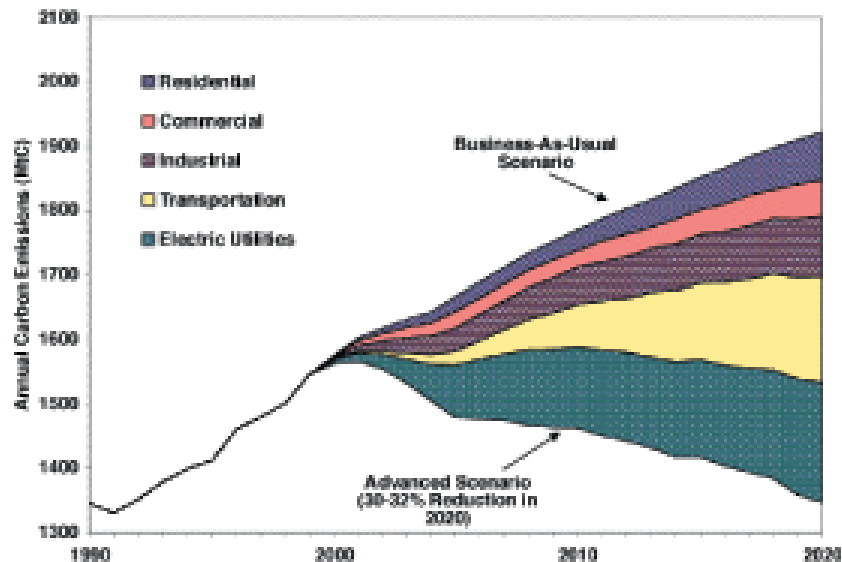 2100
2000
1900
1800
1700
1600
1500
1400
1300
Annual Carbon Emissions (MtC)
Residential
Commercial
Industrial
Transportation
Electric Utilities
Business-As-Usual
Scenario
Advanced Scenario
(30-32% Reduction in
2020)
1990
2000
2010
2020